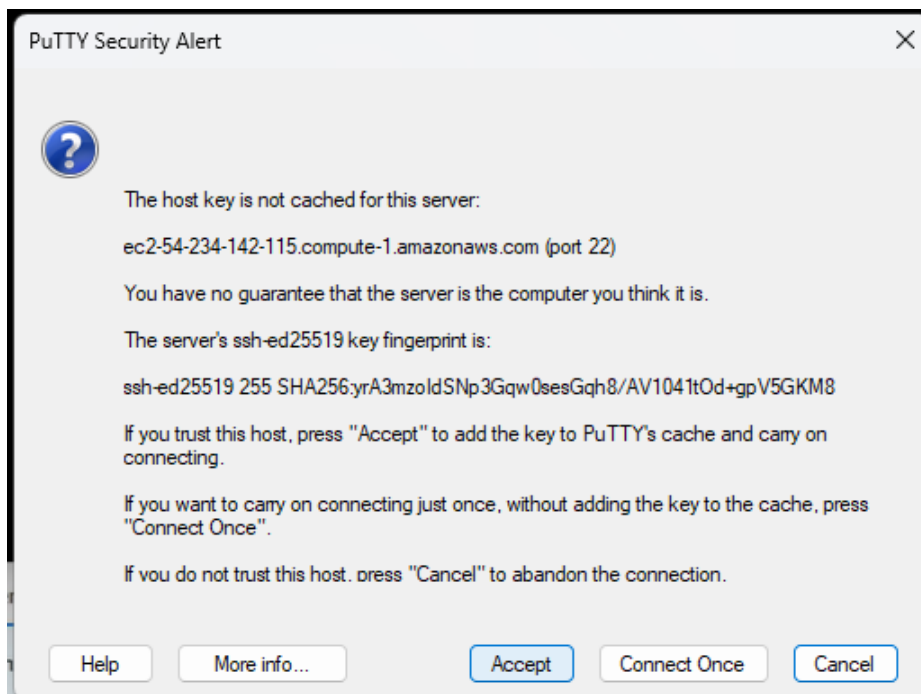 PuTTY Security Alert
The host key is not cached for this server:
ec2-54-234-142-115.compute-1.amazonaws.com (port 22)
You have no guarantee that the server is the computer you think it is.
The server's ssh-ed25519 key fingerprint is:
ssh-ed25519 255 SHA256:yrA3mzoldSNp3Gqw0sesGqh8/AV1041tOd+gpV5GKM8
If you trust this host, press "Accept" to add the key to PuTTY's cache and carry on
connecting.
If you want to carry on connecting just once, without adding the key to the cache, press
"Connect Once".
If you do not trust this host, press "Cancel" to abandon the connection.
Help
More info...
Accept
Connect Once
Cancel